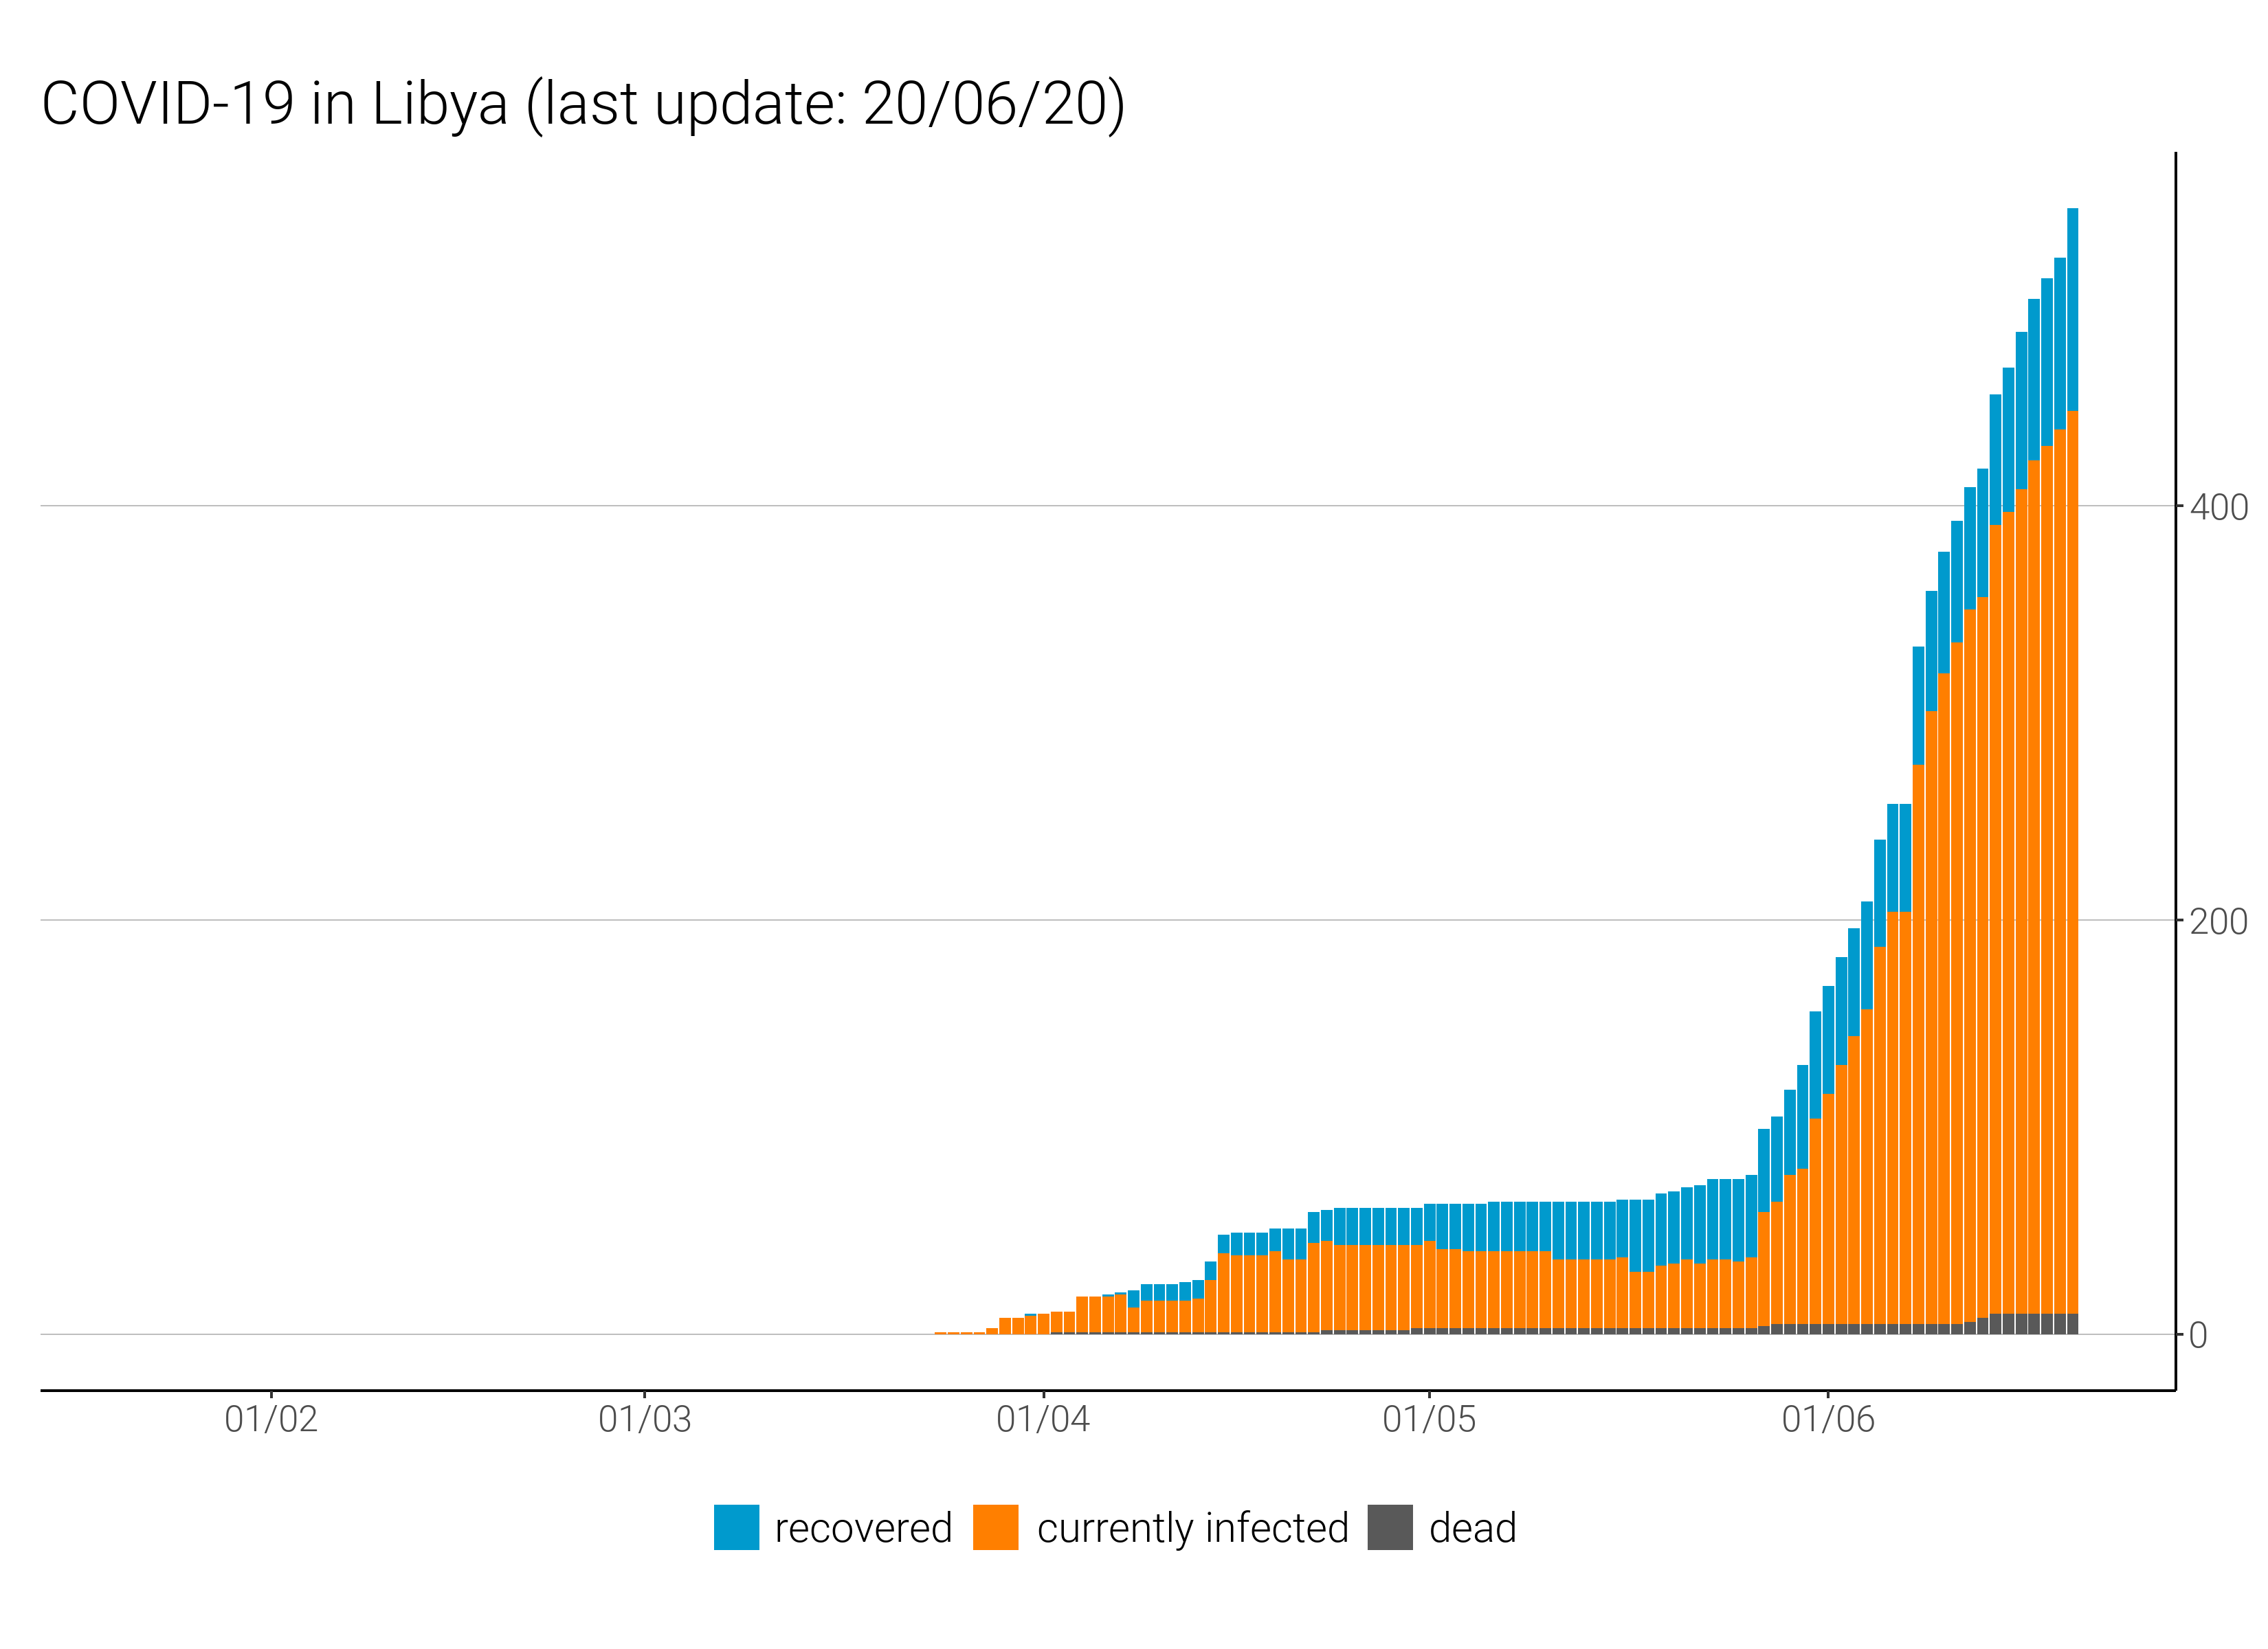 COVID-19 in Libya (last update: 20/06/20)
400
200
0
01/02 01/03 01/04 01/05 01/06
recovered currently infected dead